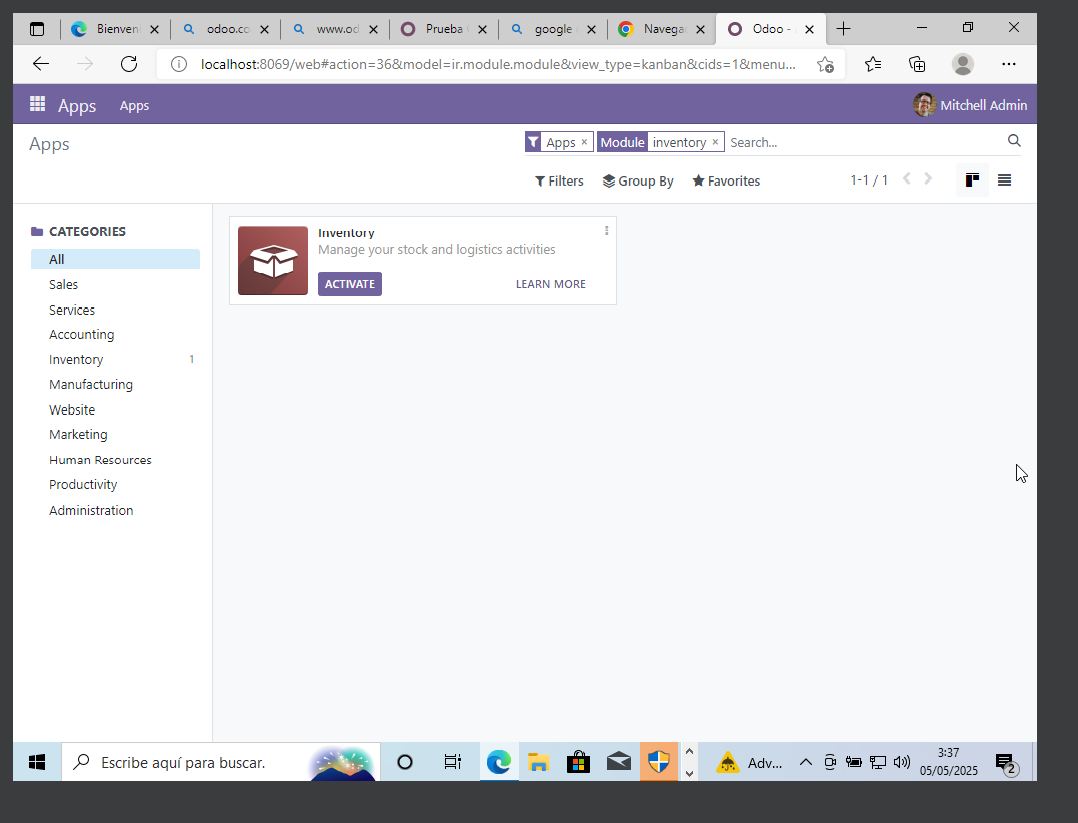 Bienven odoo.co www.od Prueba google Navega Odoo -
localhost:8069/web#action=36&model=ir.module.module&view_type=kanban&cids=1&menu...
Apps Apps Mitchell Admin
Apps Apps × Module inventory × Search...
Filters Group By Favorites 1-1 / 1
CATEGORIES
All
Sales
Services
Accounting
Inventory 1
Manufacturing
Website
Marketing
Human Resources
Productivity
Administration
Inventory
Manage your stock and logistics activities
ACTIVATE LEARN MORE
Escribe aquí para buscar. Adv... 3:37
05/05/2025 2